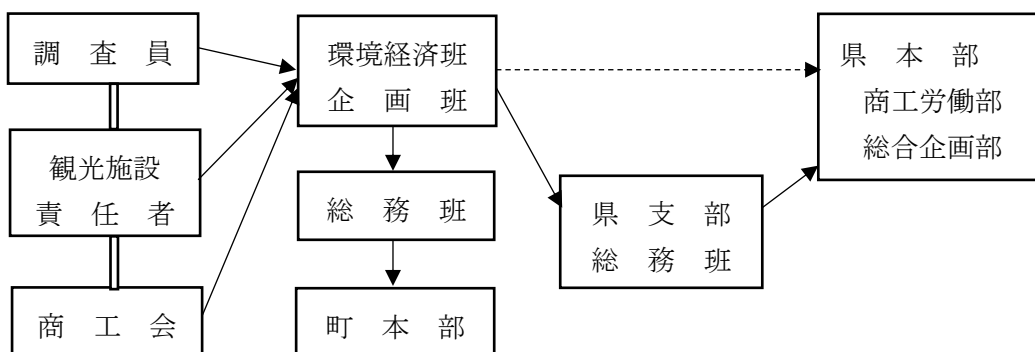 調査員
観光施設
責任者
商工会
環境経済班
企画班
総務班
町本部
県支部
総務班
県本部
商工労働部
総合企画部